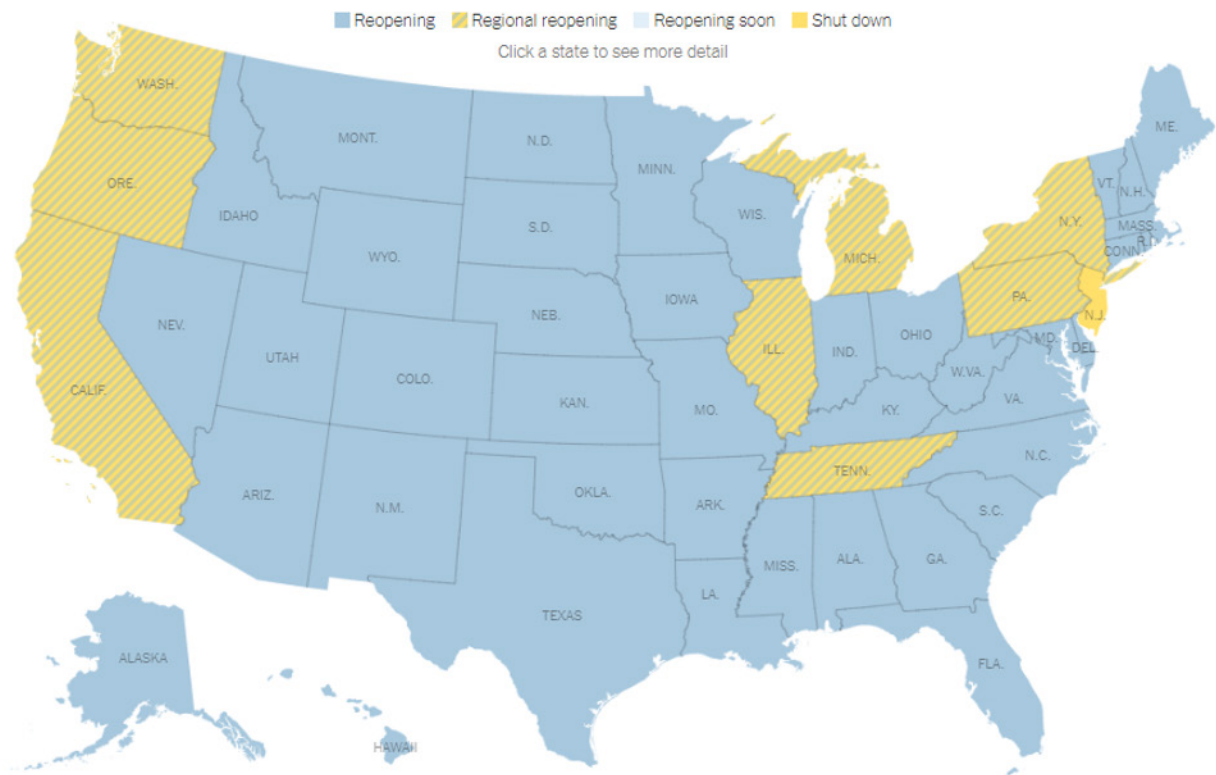 Reopening Regional reopening Reopening soon Shut down
Click a state to see more detail
WASH.
ME.
MONT.
N.D.
MINN.
ORE.
VT.
N.H.
IDAHO
WIS.
N.Y.
MASS.
S.D.
R.I.
CONN.
WYO.
MICH.
IOWA
PA.
NEB.
N.J.
NEV.
OHIO
MD.
DEL.
ILL.
IND.
UTAH
W.VA.
COLO.
CALIF.
VA.
KAN.
MO.
KY.
N.C.
TENN.
ARIZ.
OKLA.
N.M.
ARK.
S.C.
MISS.
ALA.
GA.
LA.
TEXAS
ALASKA
FLA.
HAWAII